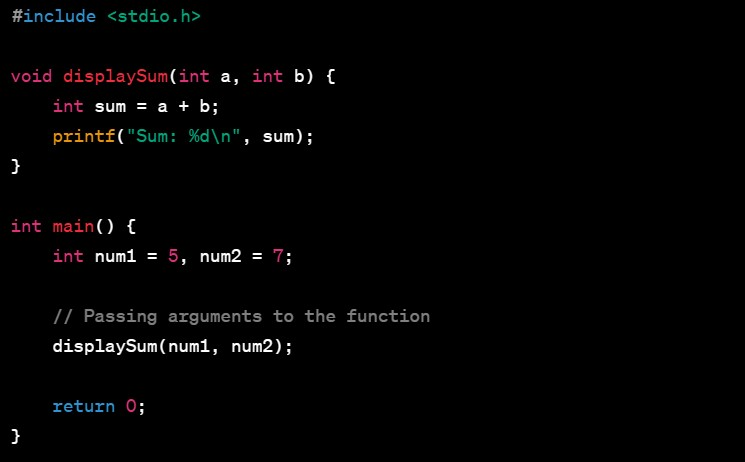 #include <stdio.h>
void displaySum(int a, int b) {
    int sum = a + b;
    printf("Sum: %d\n", sum);
}
int main() {
    int num1 = 5, num2 = 7;
    // Passing arguments to the function
    displaySum(num1, num2);
    return 0;
}